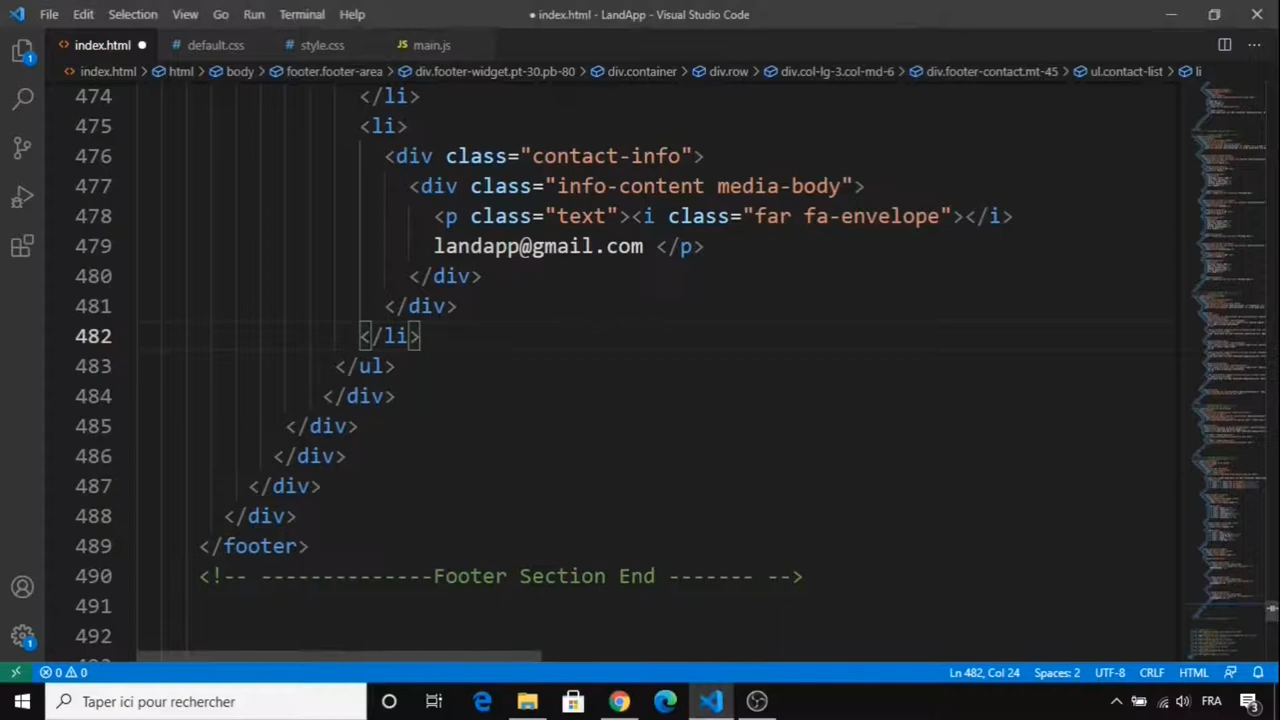 File Edit Selection View Go Run Terminal Help ● index.html - LandApp - Visual Studio Code
<> index.html ● # default.css # style.css JS main.js
<> index.html > html > body > footer.footer-area > div.footer-widget.pt-30.pb-80 > div.container > div.row > div.col-lg-3.col-md-6 > div.footer-contact.mt-45 > ul.contact-list > li
474 </li>
475 <li>
476 <div class="contact-info">
477 <div class="info-content media-body">
478 <p class="text"><i class="far fa-envelope"></i>
479 landapp@gmail.com </p>
480 </div>
481 </div>
482 </li>
483 </ul>
484 </div>
485 </div>
486 </div>
487 </div>
488 </div>
489 </footer>
490 <!-- --------------Footer Section End ------- -->
491
492
1
1
0 0 Ln 482, Col 24 Spaces: 2 UTF-8 CRLF HTML
Taper ici pour rechercher FRA 3